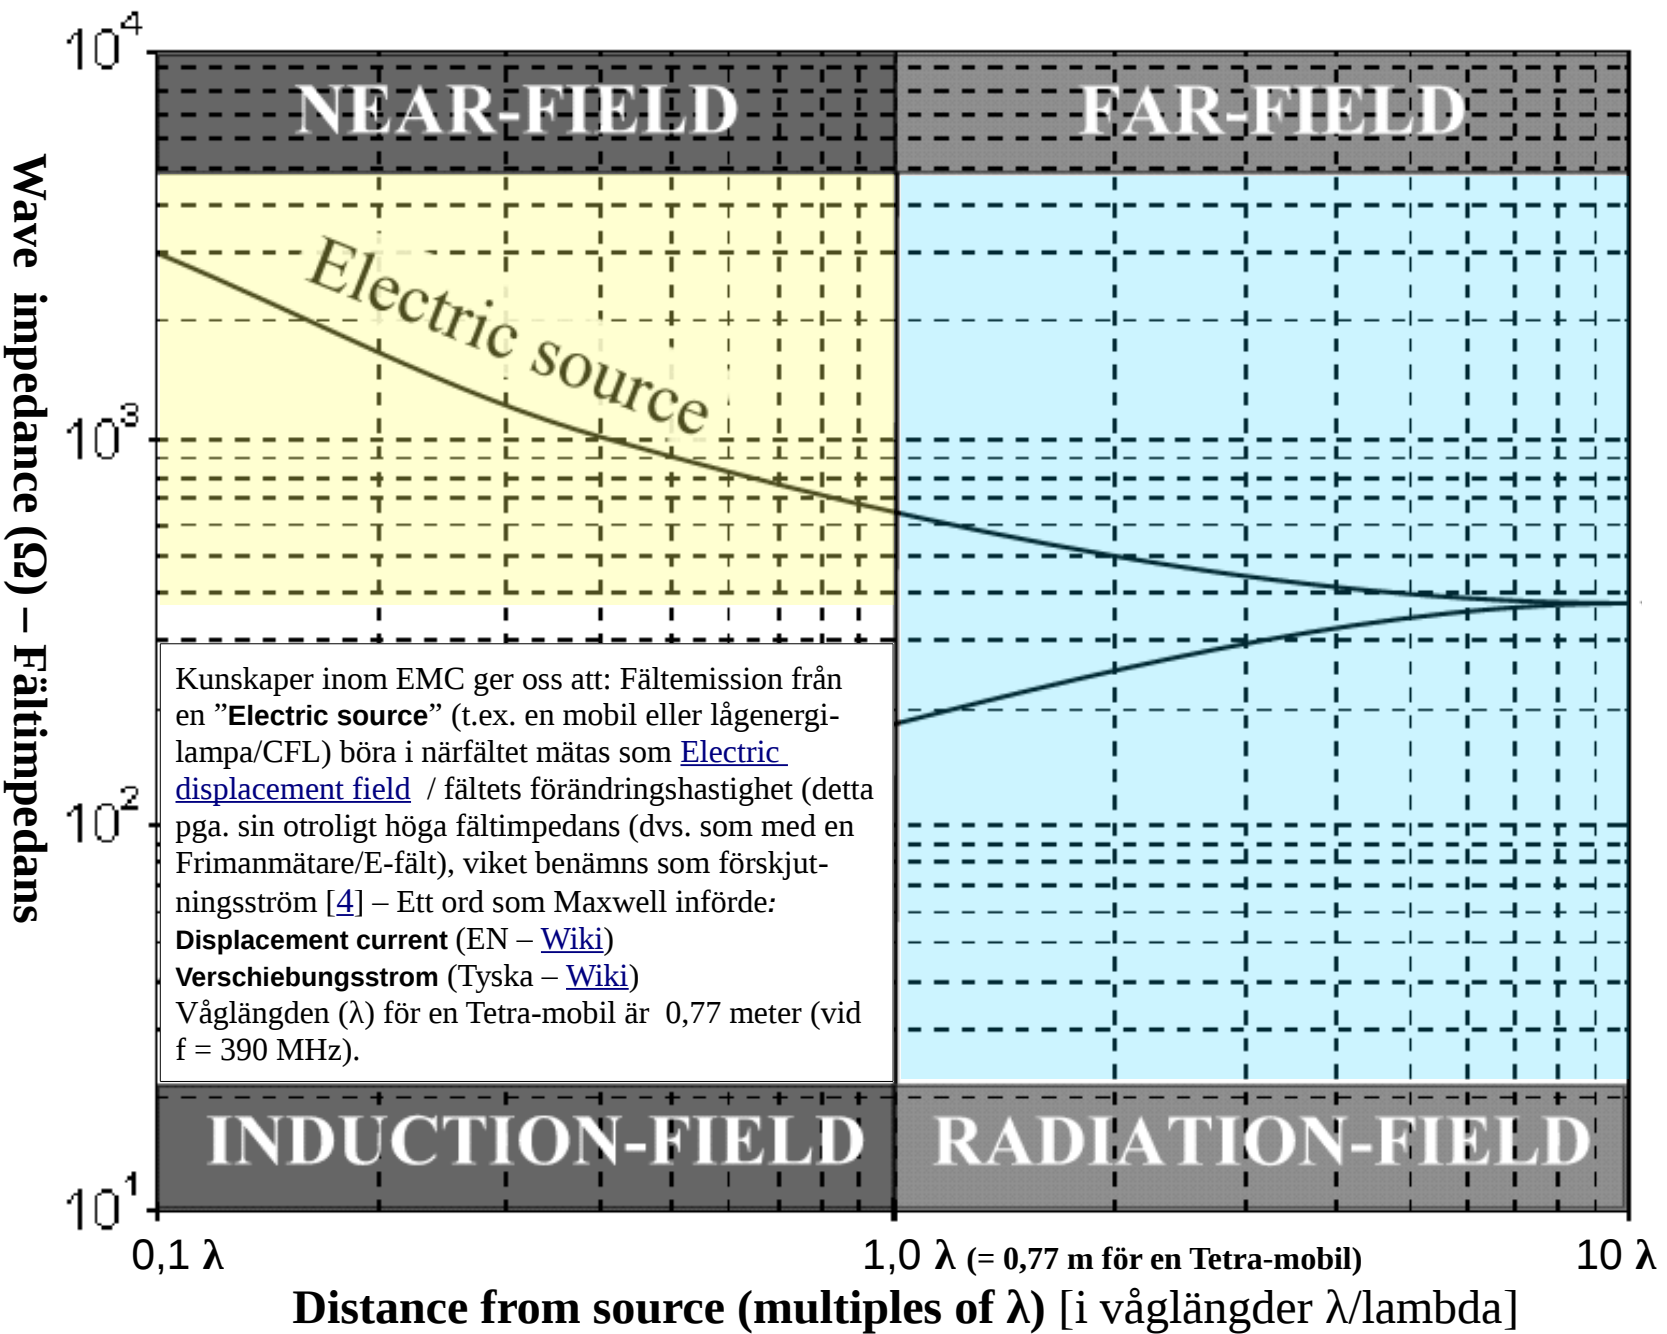 10⁴
NEAR-FIELD
FAR-FIELD
Wave impedance (Ω) – Fältimpedans
Electric source
10³
Kunskaper inom EMC ger oss att: Fältemission från
en ”Electric source” (t.ex. en mobil eller lågenergi-
lampa/CFL) böra i närfältet mätas som Electric
displacement field / fältets förändringshastighet (detta
pga. sin otroligt höga fältimpedans (dvs. som med en
Frimanmätare/E-fält), viket benämns som förskjut-
ningsström [4] – Ett ord som Maxwell införde:
Displacement current (EN – Wiki)
Verschiebungsstrom (Tyska – Wiki)
Våglängden (λ) för en Tetra-mobil är 0,77 meter (vid
f = 390 MHz).
10²
INDUCTION-FIELD
RADIATION-FIELD
10¹
0,1 λ
1,0 λ (= 0,77 m för en Tetra-mobil)
10 λ
Distance from source (multiples of λ) [i våglängder λ/lambda]